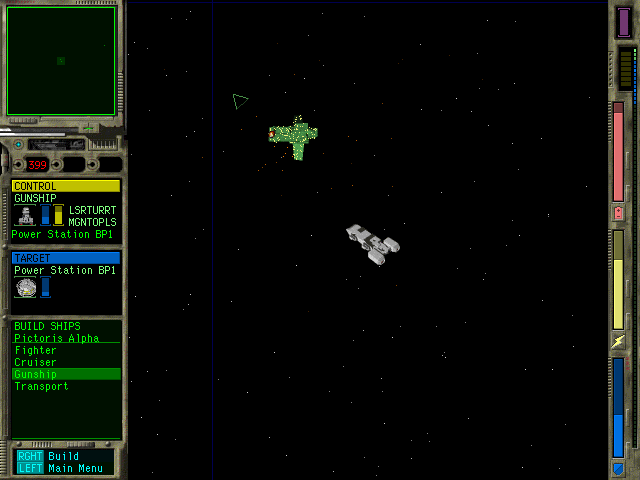 399
CONTROL
GUNSHIP
LSRTURRT
MGNTOPLS
Power Station BP1
TARGET
Power Station BP1
BUILD SHIPS
Pictoris Alpha
Fighter
Cruiser
Gunship
Transport
RGHT Build
LEFT Main Menu